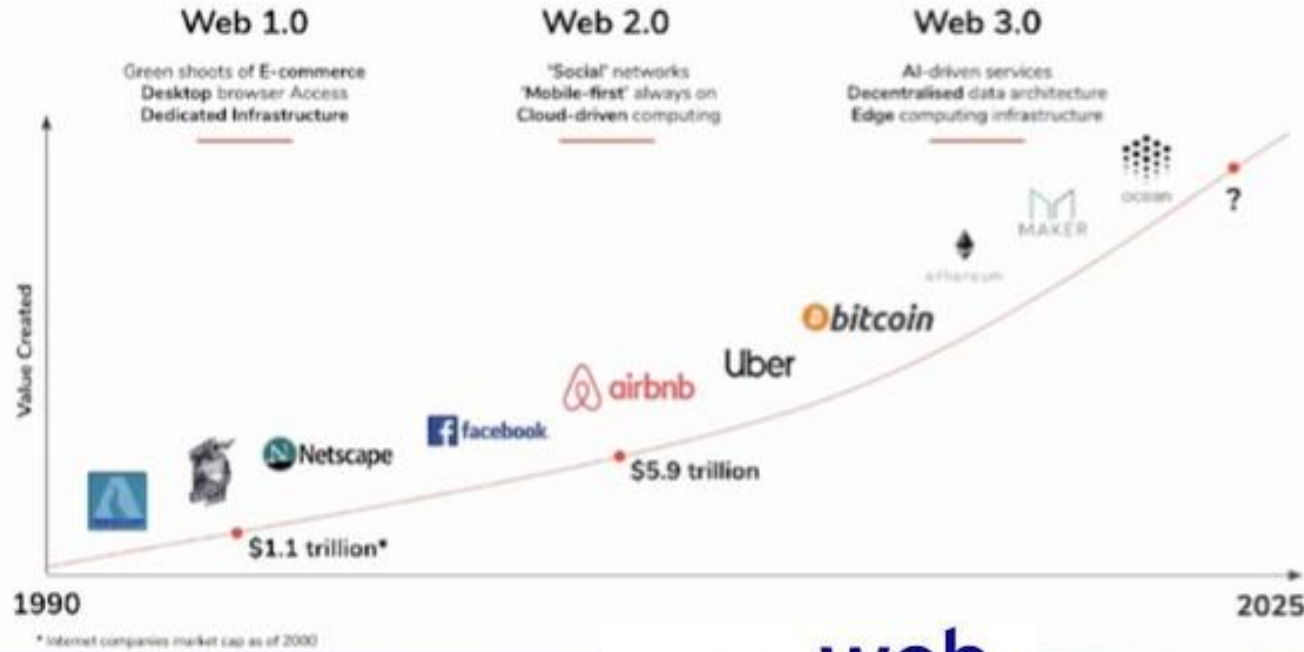 Web 1.0
Green shoots of E-commerce
Desktop browser Access
Dedicated Infrastructure
Web 2.0
'Social' networks
'Mobile-first' always on
Cloud-driven computing
Web 3.0
AI-driven services
Decentralised data architecture
Edge computing infrastructure
Value Created
ocean
?
MAKER
ethereum
bitcoin
Uber
airbnb
facebook
Netscape
$5.9 trillion
$1.1 trillion*
1990
2025
* Internet companies market cap as of 2000
web